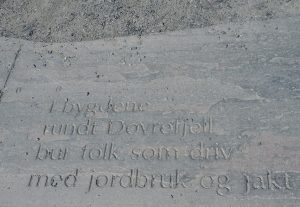 I bygdene
rundt Dovrefjell
bur folk som driv
med jordbruk og jakt